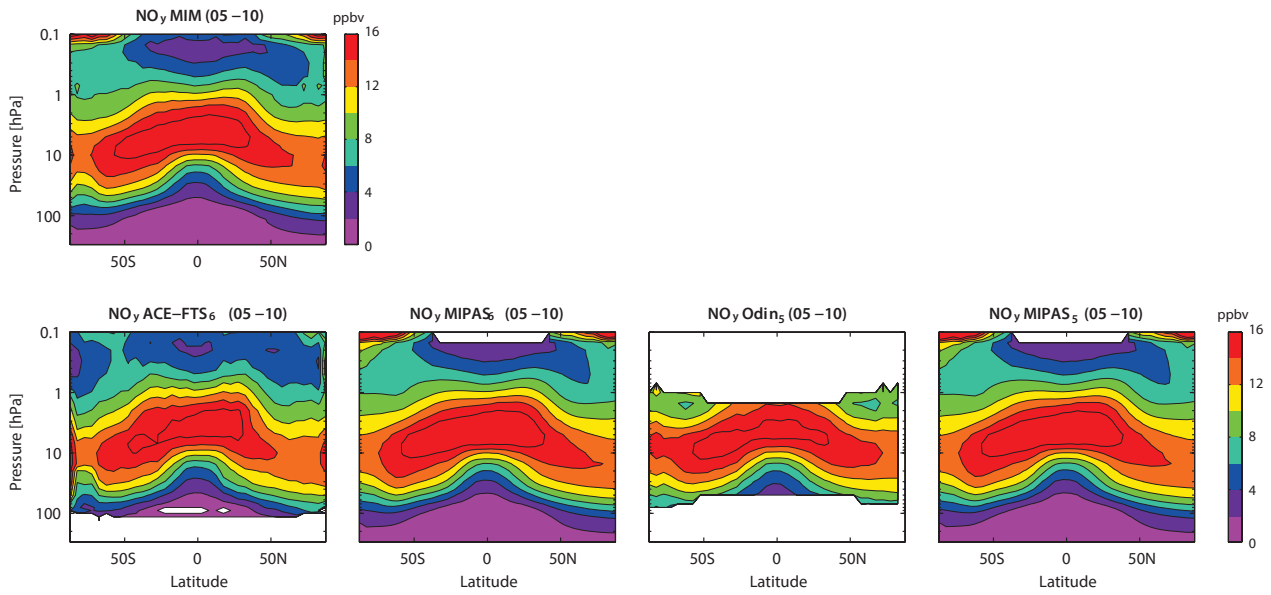 NOy MIM (05–10)
ppbv
0.1
1
10
100
Pressure [hPa]
50S 0 50N
16
12
8
4
0
NOy ACE–FTS6 (05–10)
NOy MIPAS6 (05–10)
NOy Odin5 (05–10)
NOy MIPAS5 (05–10)
ppbv
0.1
1
10
100
Pressure [hPa]
50S 0 50N
50S 0 50N
50S 0 50N
50S 0 50N
Latitude
Latitude
Latitude
Latitude
16
12
8
4
0